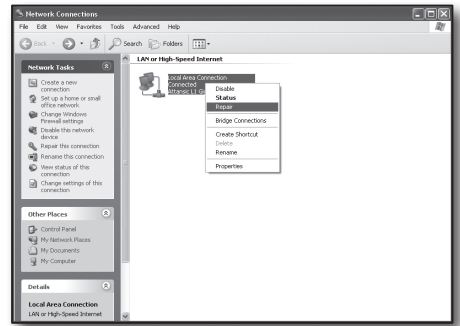 Network Connections
File Edit View Favorites Tools Advanced Help
Back Search Folders
Network Tasks
Create a new
connection
Set up a home or small
office network
Change Windows
Firewall settings
Disable this network
device
Repair this connection
Rename this connection
View status of this
connection
Change settings of this
connection
Other Places
Control Panel
My Network Places
My Documents
My Computer
Details
Local Area Connection
LAN or High-Speed Internet
LAN or High-Speed Internet
Local Area Connection
Connected
Attansic L1 Gi
Disable
Status
Repair
Bridge Connections
Create Shortcut
Delete
Rename
Properties